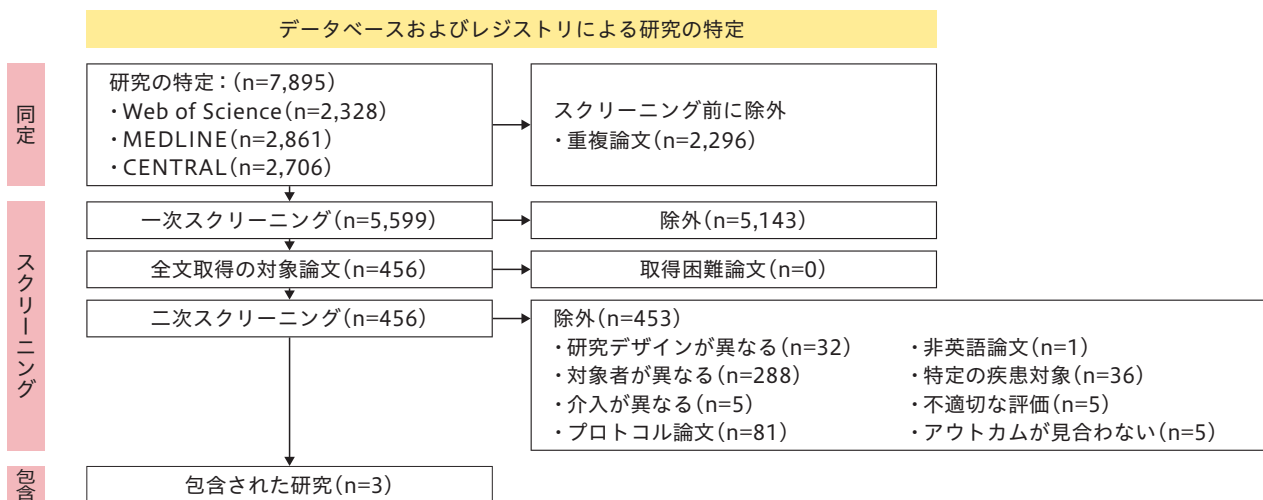 データベースおよびレジストリによる研究の特定
同定
研究の特定：(n=7,895)
・Web of Science(n=2,328)
・MEDLINE(n=2,861)
・CENTRAL(n=2,706)
スクリーニング前に除外
・重複論文(n=2,296)
スクリーニング
一次スクリーニング(n=5,599)
除外(n=5,143)
全文取得の対象論文(n=456)
取得困難論文(n=0)
二次スクリーニング(n=456)
除外(n=453)
・研究デザインが異なる(n=32)
・対象者が異なる(n=288)
・介入が異なる(n=5)
・プロトコル論文(n=81)
・非英語論文(n=1)
・特定の疾患対象(n=36)
・不適切な評価(n=5)
・アウトカムが見合わない(n=5)
包含
包含された研究(n=3)